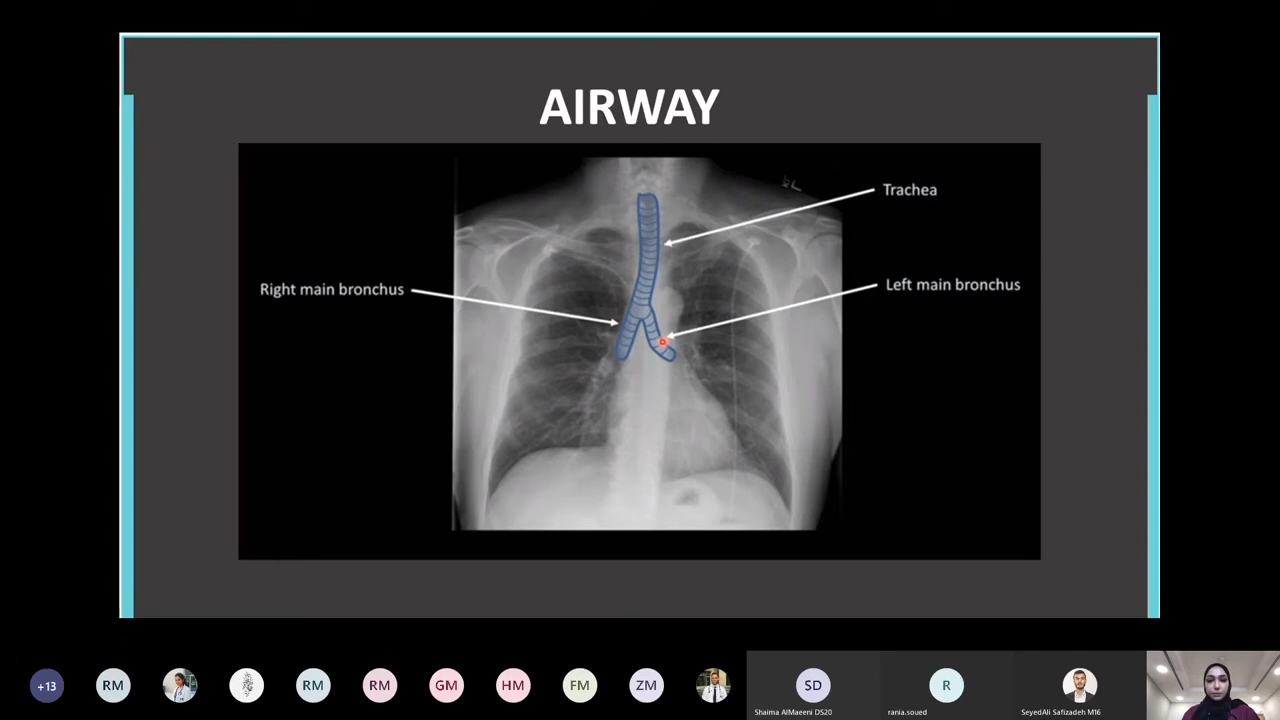 AIRWAY
Trachea
Left main bronchus
Right main bronchus
L
+13
RM
RM
RM
GM
HM
FM
ZM
SD
R
Shaima AlMaeeni DS20
rania.soued
SeyedAli Safizadeh M16